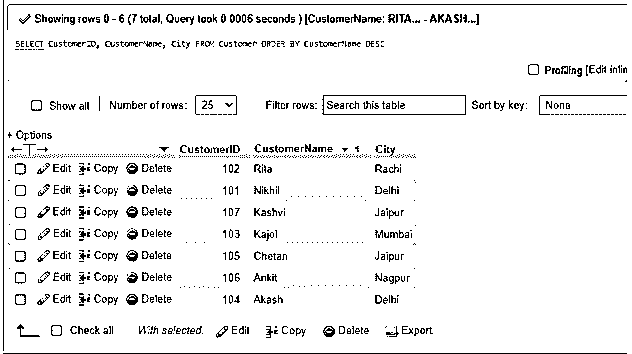 Showing rows 0 - 6 (7 total, Query took 0.0006 seconds.) [CustomerName: RITA... - AKASH...]
SELECT CustomerID, CustomerName, City FROM Customer ORDER BY CustomerName DESC
Profiling [Edit inlin
Show all Number of rows: 25 Filter rows: Search this table Sort by key: None
+ Options
←T→ CustomerID CustomerName 1 City
Edit Copy Delete 102 Rita Rachi
Edit Copy Delete 101 Nikhil Delhi
Edit Copy Delete 107 Kashvi Jaipur
Edit Copy Delete 103 Kajol Mumbai
Edit Copy Delete 105 Chetan Jaipur
Edit Copy Delete 106 Ankit Nagpur
Edit Copy Delete 104 Akash Delhi
Check all With selected: Edit Copy Delete Export